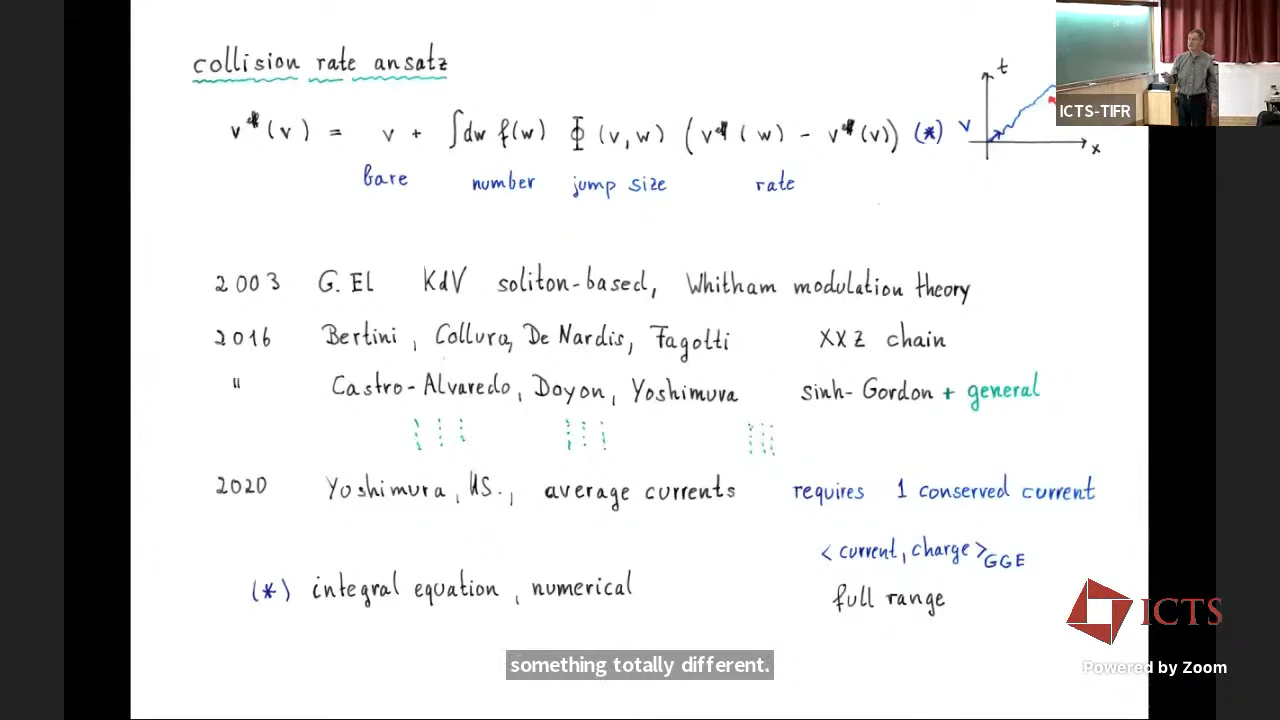 collision rate ansatz
t
ICTS-TIFR
v^eff(v) = v + ∫dw f(w) Φ(v,w) (v^eff(w) - v^eff(v)) (*)
v
x
bare number jump size rate
2003 G. El KdV soliton-based, Whitham modulation theory
2016 Bertini, Collura, De Nardis, Fagotti XXZ chain
" Castro-Alvaredo, Doyon, Yoshimura sinh-Gordon + general
2020 Yoshimura, HS., average currents requires 1 conserved current
<current, charge>GGE
(*) integral equation, numerical full range
ICTS
something totally different.
Powered by Zoom